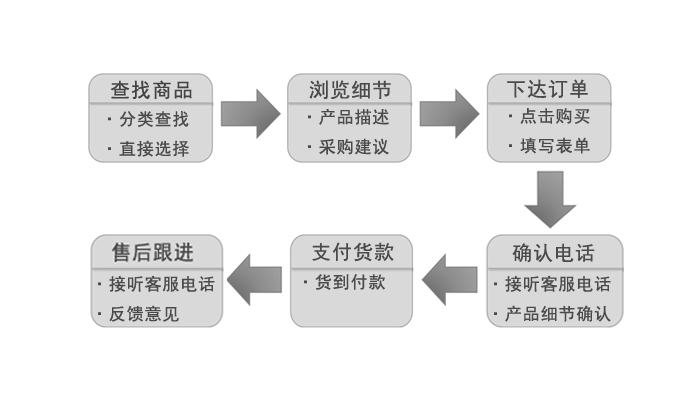 查找商品
· 分类查找
· 直接选择
浏览细节
· 产品描述
· 采购建议
下达订单
· 点击购买
· 填写表单
确认电话
· 接听客服电话
· 产品细节确认
支付货款
· 货到付款
售后跟进
· 接听客服电话
· 反馈意见